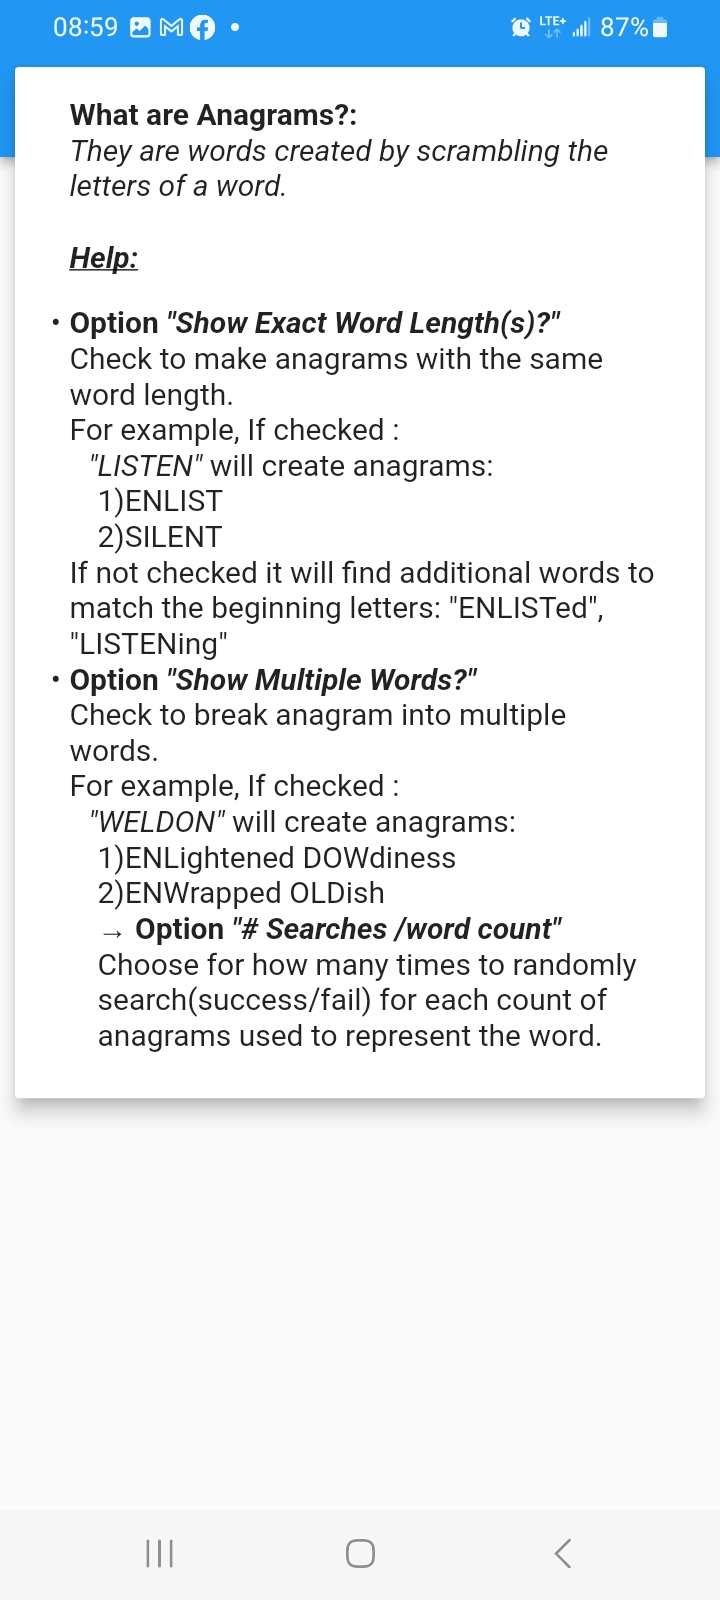 08:59
LTE+
87%
What are Anagrams?:
They are words created by scrambling the
letters of a word.
Help:
• Option "Show Exact Word Length(s)?"
Check to make anagrams with the same
word length.
For example, If checked :
"LISTEN" will create anagrams:
1)ENLIST
2)SILENT
If not checked it will find additional words to
match the beginning letters: "ENLISTed",
"LISTENing"
• Option "Show Multiple Words?"
Check to break anagram into multiple
words.
For example, If checked :
"WELDON" will create anagrams:
1)ENLightened DOWdiness
2)ENWrapped OLDish
→ Option "# Searches /word count"
Choose for how many times to randomly
search(success/fail) for each count of
anagrams used to represent the word.